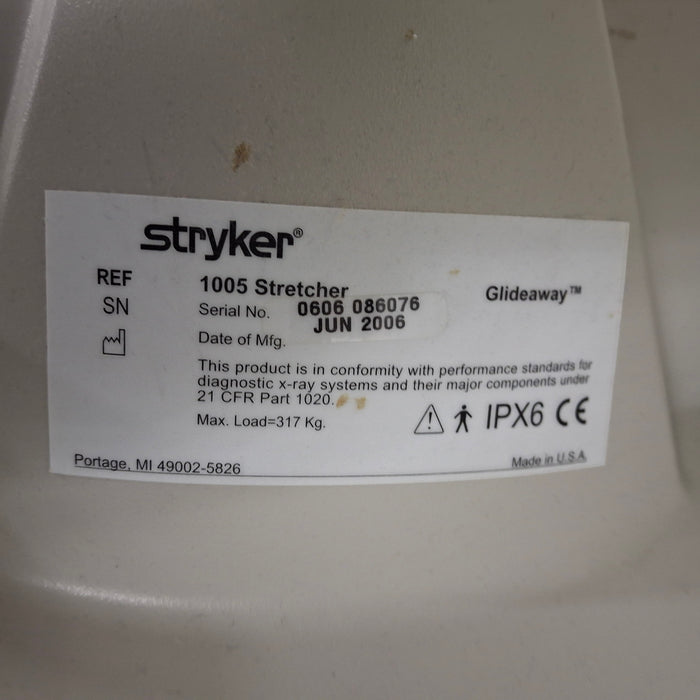 stryker®
REF 1005 Stretcher Glideaway™
SN Serial No. 0606 086076
JUN 2006
Date of Mfg.
This product is in conformity with performance standards for
diagnostic x-ray systems and their major components under
21 CFR Part 1020.
Max. Load=317 Kg. IPX6 CE
Portage, MI 49002-5826 Made in U.S.A.